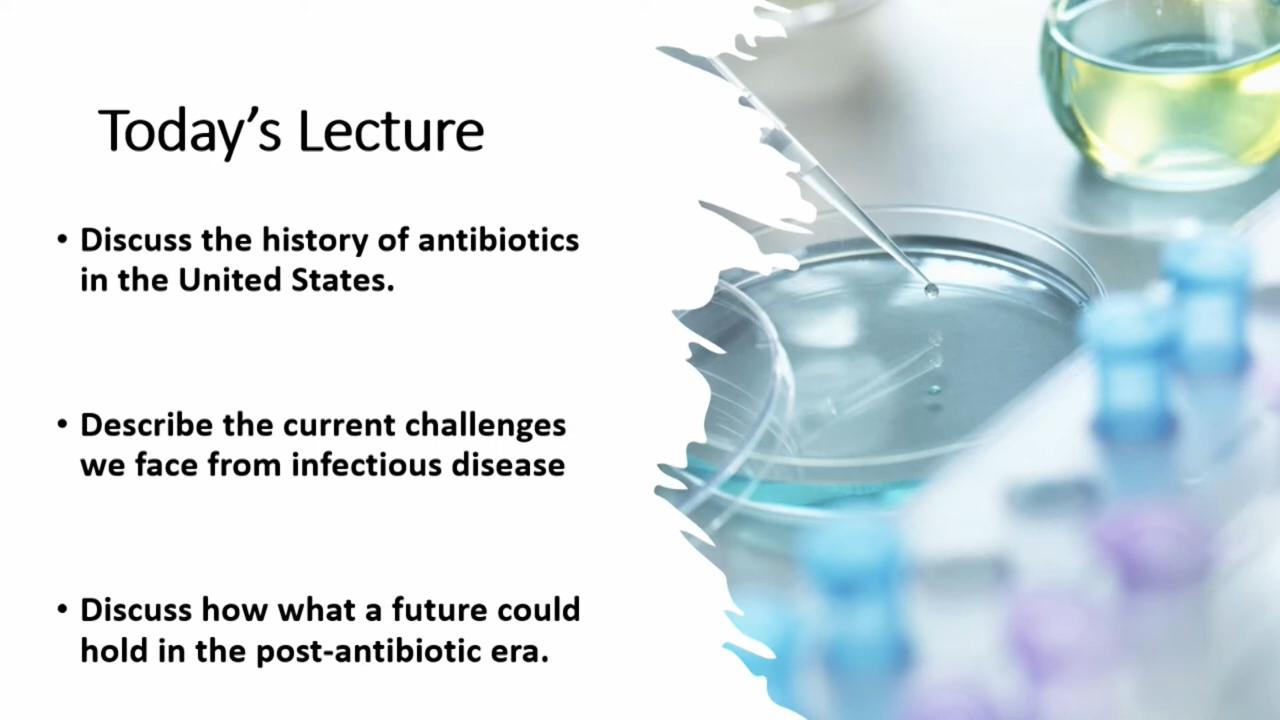 Today’s Lecture
• Discuss the history of antibiotics
in the United States.
• Describe the current challenges
we face from infectious disease
• Discuss how what a future could
hold in the post-antibiotic era.